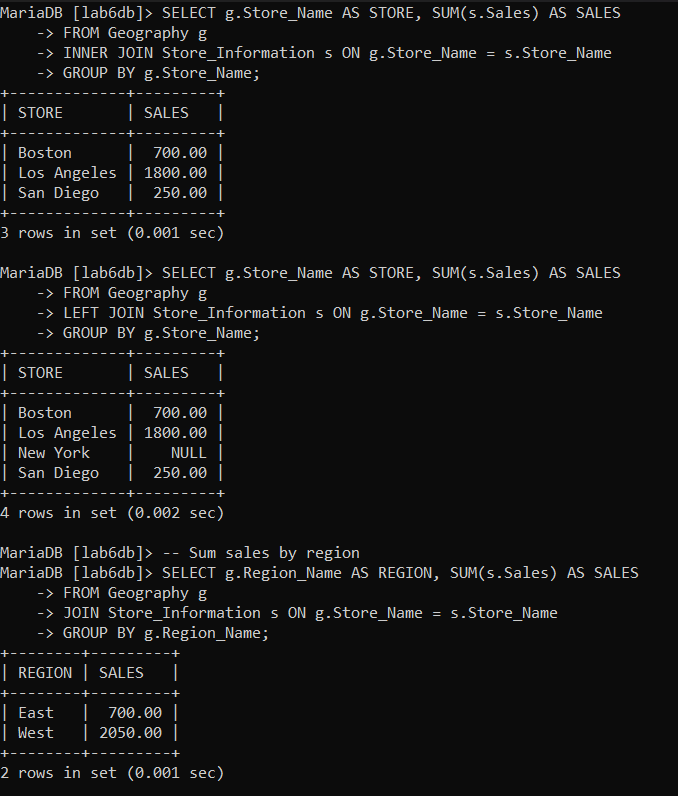 MariaDB [lab6db]> SELECT g.Store_Name AS STORE, SUM(s.Sales) AS SALES
    -> FROM Geography g
    -> INNER JOIN Store_Information s ON g.Store_Name = s.Store_Name
    -> GROUP BY g.Store_Name;
+-------------+---------+
| STORE       | SALES   |
+-------------+---------+
| Boston      |  700.00 |
| Los Angeles | 1800.00 |
| San Diego   |  250.00 |
+-------------+---------+
3 rows in set (0.001 sec)

MariaDB [lab6db]> SELECT g.Store_Name AS STORE, SUM(s.Sales) AS SALES
    -> FROM Geography g
    -> LEFT JOIN Store_Information s ON g.Store_Name = s.Store_Name
    -> GROUP BY g.Store_Name;
+-------------+---------+
| STORE       | SALES   |
+-------------+---------+
| Boston      |  700.00 |
| Los Angeles | 1800.00 |
| New York    |    NULL |
| San Diego   |  250.00 |
+-------------+---------+
4 rows in set (0.002 sec)

MariaDB [lab6db]> -- Sum sales by region
MariaDB [lab6db]> SELECT g.Region_Name AS REGION, SUM(s.Sales) AS SALES
    -> FROM Geography g
    -> JOIN Store_Information s ON g.Store_Name = s.Store_Name
    -> GROUP BY g.Region_Name;
+--------+---------+
| REGION | SALES   |
+--------+---------+
| East   |  700.00 |
| West   | 2050.00 |
+--------+---------+
2 rows in set (0.001 sec)